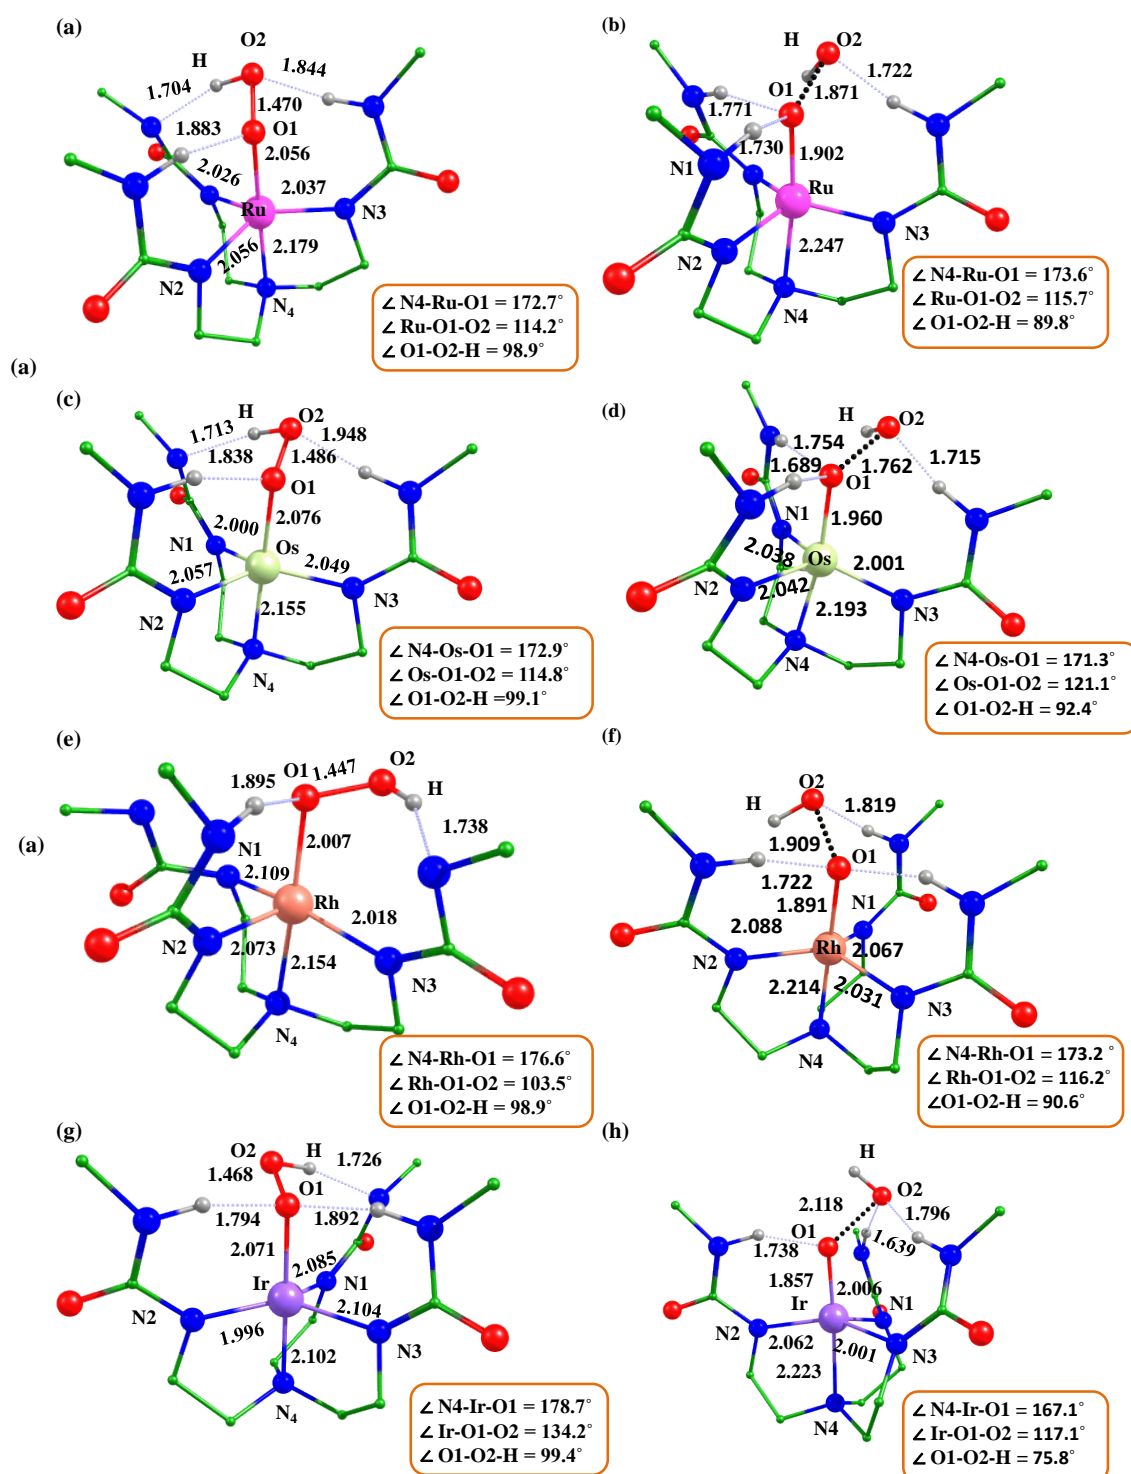 (a)
O2
H
1.844
1.704
1.470
O1
1.883
2.056
2.026
2.037
Ru
N3
2.179
2.056
N2
N4
∠ N4-Ru-O1 = 172.7°
∠ Ru-O1-O2 = 114.2°
∠ O1-O2-H = 98.9°
(b)
H
O2
1.722
O1
1.871
1.771
1.730
1.902
N1
Ru
N3
2.247
N2
N4
∠ N4-Ru-O1 = 173.6°
∠ Ru-O1-O2 = 115.7°
∠ O1-O2-H = 89.8°
(a)
(c)
H
O2
1.713
1.948
1.838
1.486
O1
2.076
2.000
N1
Os
2.049
2.057
N3
N2
2.155
N4
∠ N4-Os-O1 = 172.9°
∠ Os-O1-O2 = 114.8°
∠ O1-O2-H =99.1°
(d)
H
O2
1.754
1.715
1.689
1.762
O1
1.960
N1
2.038
Os
2.001
N2
2.042
N3
2.193
N4
∠ N4-Os-O1 = 171.3°
∠ Os-O1-O2 = 121.1°
∠ O1-O2-H = 92.4°
(e)
O2
O1
1.447
1.895
H
1.738
2.007
N1
2.109
Rh
2.018
N2
2.073
2.154
N3
N4
∠ N4-Rh-O1 = 176.6°
∠ Rh-O1-O2 = 103.5°
∠ O1-O2-H = 98.9°
(a)
(f)
O2
H
1.819
1.909
O1
1.722
1.891
N1
2.088
Rh
2.067
N2
2.214
2.031
N3
N4
∠ N4-Rh-O1 = 173.2°
∠ Rh-O1-O2 = 116.2°
∠O1-O2-H = 90.6°
(g)
O2
H
1.468
1.726
O1
1.794
1.892
2.071
2.085
Ir
N1
N2
2.104
1.996
N3
2.102
N4
∠ N4-Ir-O1 = 178.7°
∠ Ir-O1-O2 = 134.2°
∠ O1-O2-H = 99.4°
(h)
H
O2
2.118
1.796
O1
1.738
1.639
1.857
2.006
Ir
N1
N2
2.062
2.001
N3
2.223
N4
∠ N4-Ir-O1 = 167.1°
∠ Ir-O1-O2 = 117.1°
∠ O1-O2-H = 75.8°